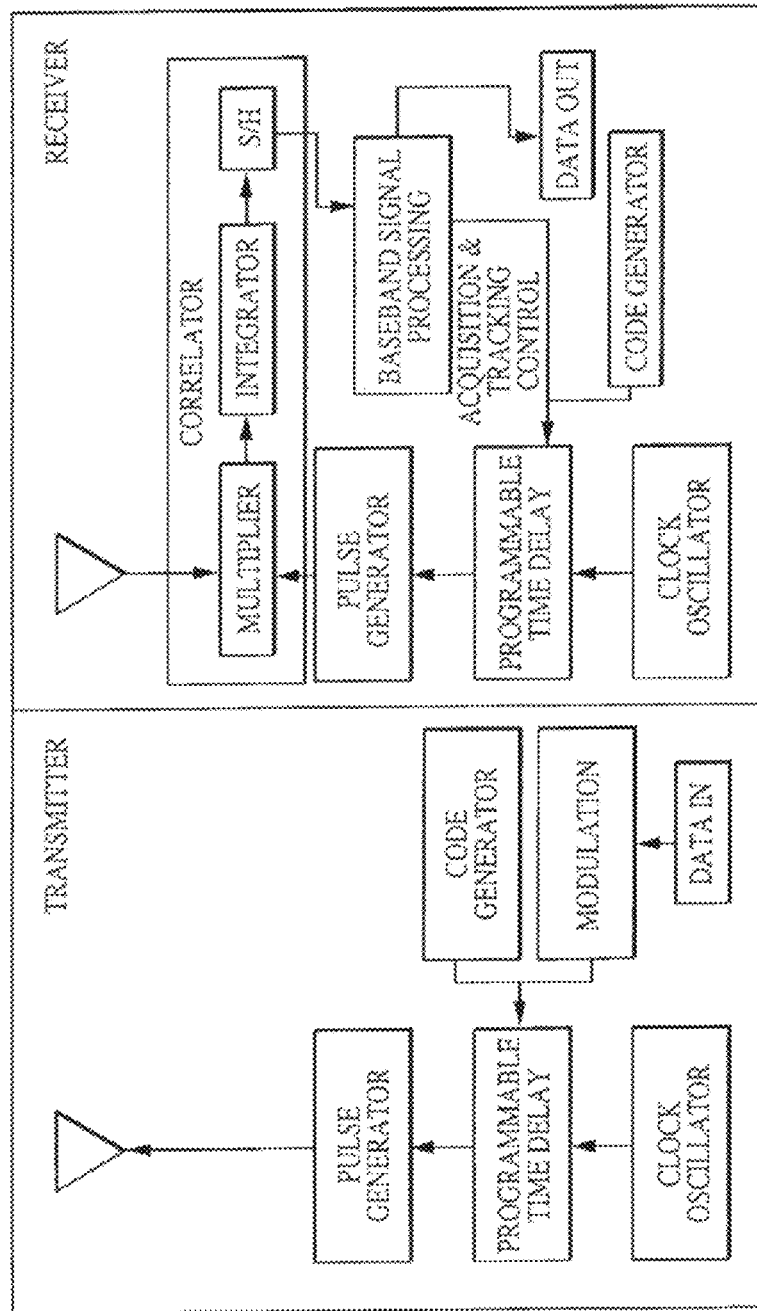 TRANSMITTER
PULSE
GENERATOR
PROGRAMMABLE
TIME DELAY
CLOCK
OSCILLATOR
CODE
GENERATOR
MODULATION
DATA IN
RECEIVER
CORRELATOR
MULTIPLIER
INTEGRATOR
S/H
PULSE
GENERATOR
BASEBAND SIGNAL
PROCESSING
ACQUISITION &
TRACKING
CONTROL
DATA OUT
PROGRAMMABLE
TIME DELAY
CODE GENERATOR
CLOCK
OSCILLATOR